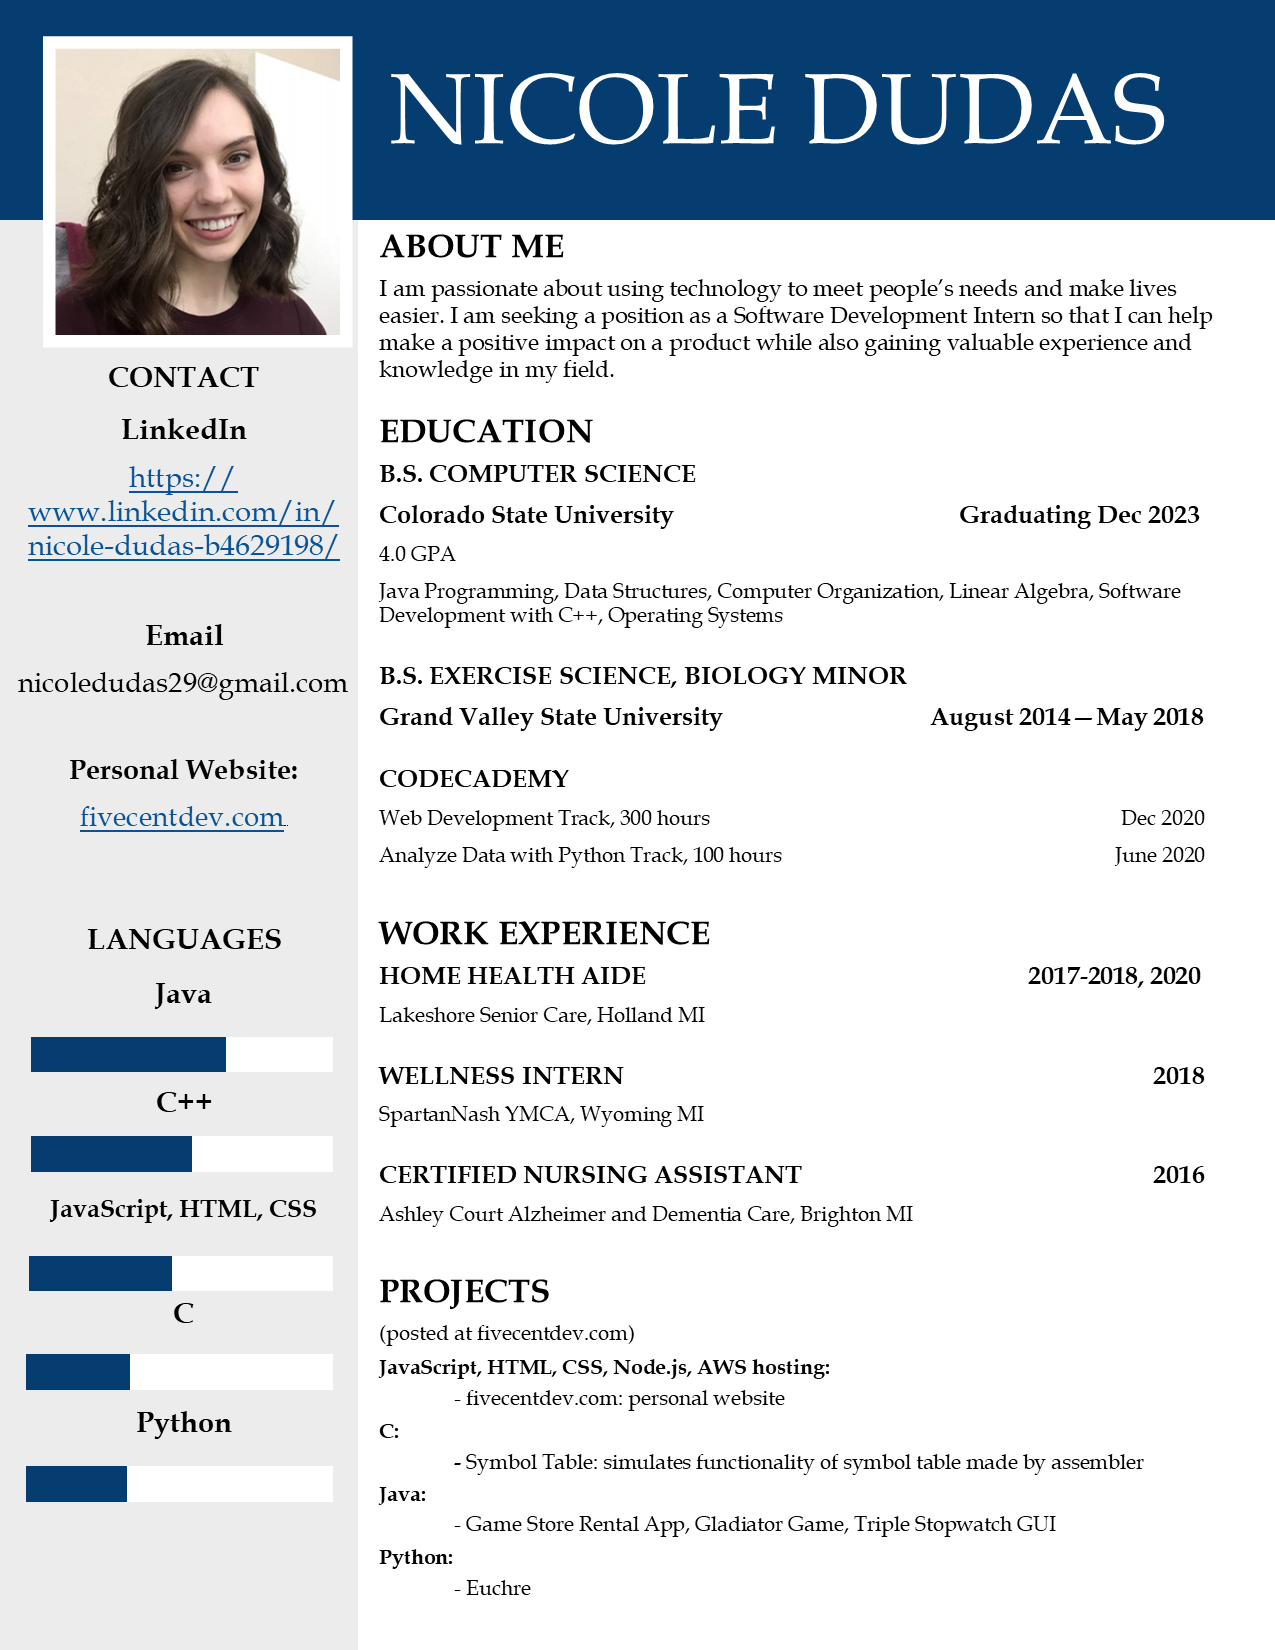 NICOLE DUDAS
CONTACT
LinkedIn
https://
www.linkedin.com/in/
nicole-dudas-b4629198/
Email
nicoledudas29@gmail.com
Personal Website:
fivecentdev.com
LANGUAGES
Java
C++
JavaScript, HTML, CSS
C
Python
ABOUT ME
I am passionate about using technology to meet people’s needs and make lives
easier. I am seeking a position as a Software Development Intern so that I can help
make a positive impact on a product while also gaining valuable experience and
knowledge in my field.
EDUCATION
B.S. COMPUTER SCIENCE
Colorado State University Graduating Dec 2023
4.0 GPA
Java Programming, Data Structures, Computer Organization, Linear Algebra, Software
Development with C++, Operating Systems
B.S. EXERCISE SCIENCE, BIOLOGY MINOR
Grand Valley State University August 2014—May 2018
CODECADEMY
Web Development Track, 300 hours Dec 2020
Analyze Data with Python Track, 100 hours June 2020
WORK EXPERIENCE
HOME HEALTH AIDE 2017-2018, 2020
Lakeshore Senior Care, Holland MI
WELLNESS INTERN 2018
SpartanNash YMCA, Wyoming MI
CERTIFIED NURSING ASSISTANT 2016
Ashley Court Alzheimer and Dementia Care, Brighton MI
PROJECTS
(posted at fivecentdev.com)
JavaScript, HTML, CSS, Node.js, AWS hosting:
- fivecentdev.com: personal website
C:
- Symbol Table: simulates functionality of symbol table made by assembler
Java:
- Game Store Rental App, Gladiator Game, Triple Stopwatch GUI
Python:
- Euchre